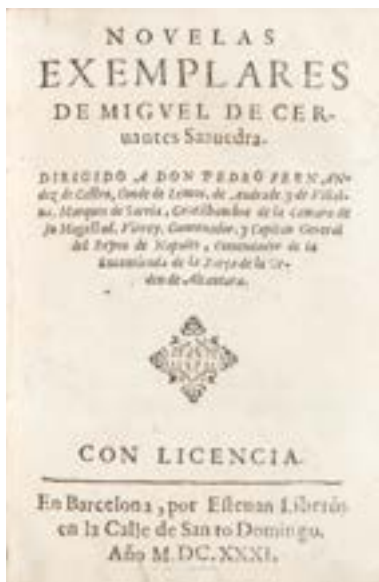 NOVELAS
EXEMPLARES
DE MIGVEL DE CER-
uantes Saauedra.
DIRIGIDO A DON PEDRO FERNAN-
dez de Castro, Conde de Lemos, de Andrade, y de Villal-
ua, Marques de Sarria, Gentilhombre de la Camara de
su Magestad, Virrey, Gouernador, y Capitan General
del Reyno de Napoles, Comendador de la
Encomienda de la Zarça de la Or-
den de Alcantara.
CON LICENCIA.
En Barcelona, por Esteuan Liberòs
en la Calle de Santo Domingo.
Año M.DC.XXXI.